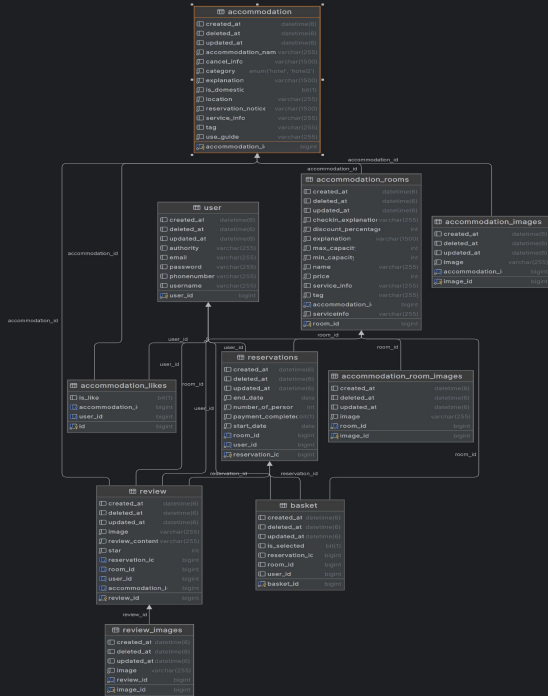 accommodation
created_at datetime(6)
deleted_at datetime(6)
updated_at datetime(6)
accommodation_nam varchar(255)
cancel_info varchar(1500)
category enum('hotel', 'hotel2')
explanation varchar(1500)
is_domestic bit(1)
location varchar(255)
reservation_notice varchar(1500)
service_info varchar(255)
tag varchar(255)
use_guide varchar(255)
accommodation_i bigint
accommodation_id
accommodation_id
accommodation_rooms
created_at datetime(6)
deleted_at datetime(6)
updated_at datetime(6)
checkin_explanation varchar(255)
discount_percentage int
explanation varchar(1500)
max_capacity int
min_capacity int
name varchar(255)
price int
service_info varchar(255)
tag varchar(255)
accommodation_i bigint
serviceInfo varchar(255)
room_id bigint
user
created_at datetime(6)
deleted_at datetime(6)
updated_at datetime(6)
authority varchar(255)
email varchar(255)
password varchar(255)
phonenumber varchar(255)
username varchar(255)
user_id bigint
accommodation_images
created_at datetime(6)
deleted_at datetime(6)
updated_at datetime(6)
image varchar(255)
accommodation_i bigint
image_id bigint
accommodation_id
accommodation_id
room_id
user_id
user_id
room_id
user_id
room_id
user_id
reservations
created_at datetime(6)
deleted_at datetime(6)
updated_at datetime(6)
end_date date
number_of_person int
payment_completed bit(1)
start_date date
room_id bigint
user_id bigint
reservation_ic bigint
accommodation_room_images
created_at datetime(6)
deleted_at datetime(6)
updated_at datetime(6)
image varchar(255)
room_id bigint
image_id bigint
accommodation_likes
is_like bit(1)
accommodation_i bigint
user_id bigint
id bigint
room_id
reservation_id
reservation_id
review
created_at datetime(6)
deleted_at datetime(6)
updated_at datetime(6)
image varchar(255)
review_content varchar(255)
star int
reservation_ic bigint
room_id bigint
user_id bigint
accommodation_i bigint
review_id bigint
basket
created_at datetime(6)
deleted_at datetime(6)
updated_at datetime(6)
is_selected bit(1)
reservation_ic bigint
room_id bigint
user_id bigint
basket_id bigint
review_id
review_images
created_at datetime(6)
deleted_at datetime(6)
updated_at datetime(6)
image varchar(255)
review_id bigint
image_id bigint